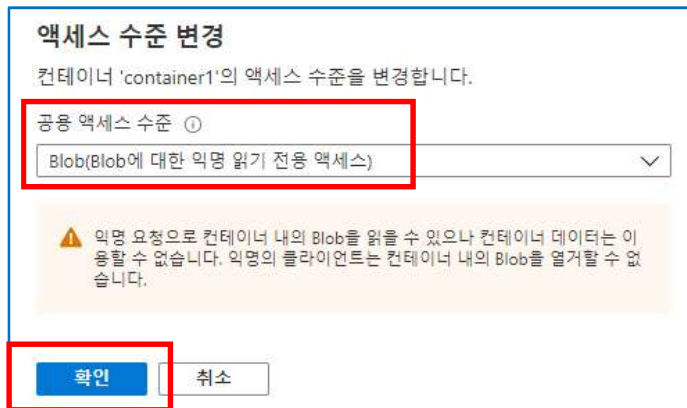 액세스 수준 변경
컨테이너 'container1'의 액세스 수준을 변경합니다.
공용 액세스 수준
Blob(Blob에 대한 익명 읽기 전용 액세스)
익명 요청으로 컨테이너 내의 Blob을 읽을 수 있으나 컨테이너 데이터는 이
용할 수 없습니다. 익명의 클라이언트는 컨테이너 내의 Blob을 열거할 수 없
습니다.
확인 취소